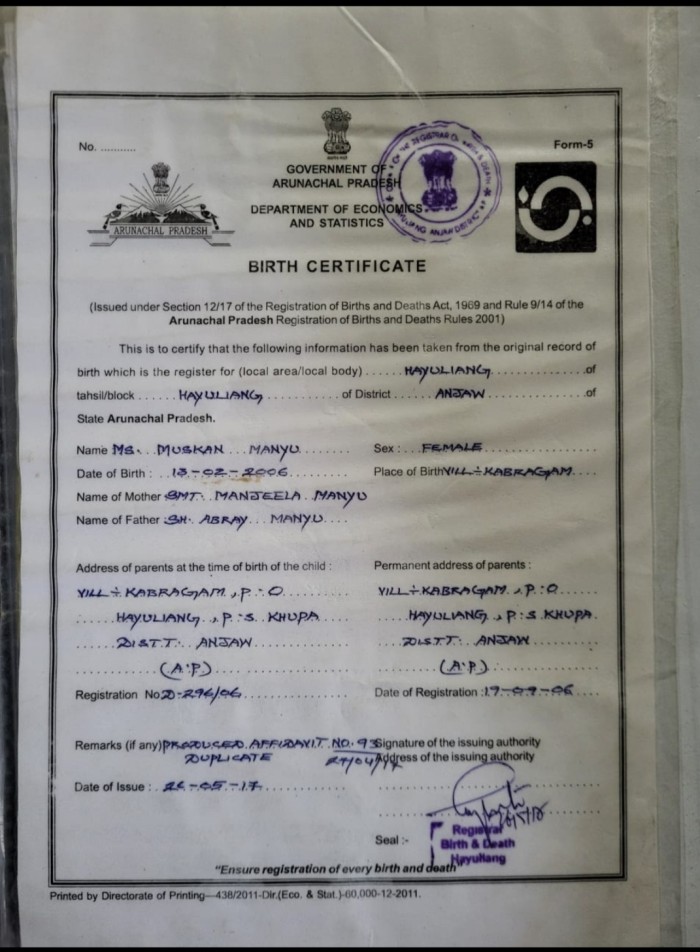 No. ...........
Form-5
GOVERNMENT OF
ARUNACHAL PRADESH
ARUNACHAL PRADESH
DEPARTMENT OF ECONOMICS
AND STATISTICS
BIRTH CERTIFICATE
(Issued under Section 12/17 of the Registration of Births and Deaths Act, 1969 and Rule 9/14 of the
Arunachal Pradesh Registration of Births and Deaths Rules 2001)
This is to certify that the following information has been taken from the original record of
birth which is the register for (local area/local body) HAYULIANG of
tahsil/block HAYULIANG of District ANJAW of
State Arunachal Pradesh.
Name MS. MUSKAN MANYU Sex : FEMALE
Date of Birth : 13-02-2006 Place of Birth VILL÷KABRAGAM
Name of Mother SMT. MANJEELA MANYU
Name of Father SH. ABRAY MANYU
Address of parents at the time of birth of the child : Permanent address of parents :
VILL÷KABRAGAM, P.O VILL÷KABRAGAM, P.O
HAYULIANG, P.S KHUPA HAYULIANG, P.S KHUPA
DISTT. ANJAW DISTT. ANJAW
(A.P) (A.P)
Registration No D-296/06 Date of Registration :
Remarks (if any) PRODUCED AFFIDAVIT NO. 93 Signature of the issuing authority
DUPLICATE Address of the issuing authority
Date of Issue : 26-05-17
Seal :-
Registrar
Birth & Death
Hayuliang
"Ensure registration of every birth and death"
Printed by Directorate of Printing—438/2011-Dir.(Eco. & Stat.)-60,000-12-2011.